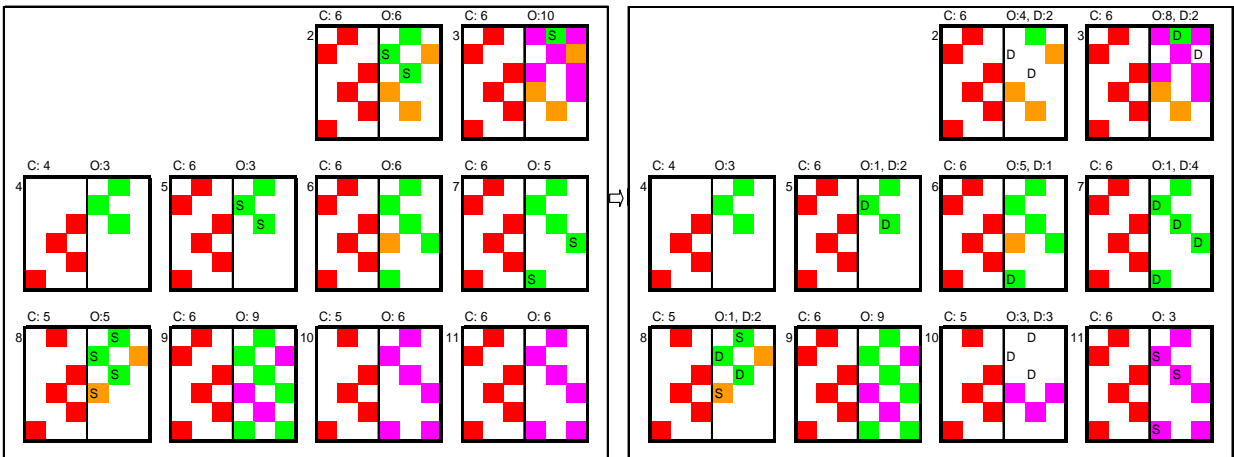 C: 6 O:6 C: 6 O:10
2 S S 3 S
C: 4 O:3 C: 6 O:3 C: 6 O:6 C: 6 O: 5
4 5 S S 6 7 S S
C: 5 O:5 C: 6 O: 9 C: 5 O: 6 C: 6 O: 6
8 S S S S 9 10 11
C: 6 O:4, D:2 C: 6 O:8, D:2
2 D D 3 D D
C: 4 O:3 C: 6 O:1, D:2 C: 6 O:5, D:1 C: 6 O:1, D:4
4 5 D D 6 D 7 D D D D
C: 5 O:1, D:2 C: 6 O: 9 C: 5 O:3, D:3 C: 6 O: 3
8 S D D S 9 10 D D D 11 S S S